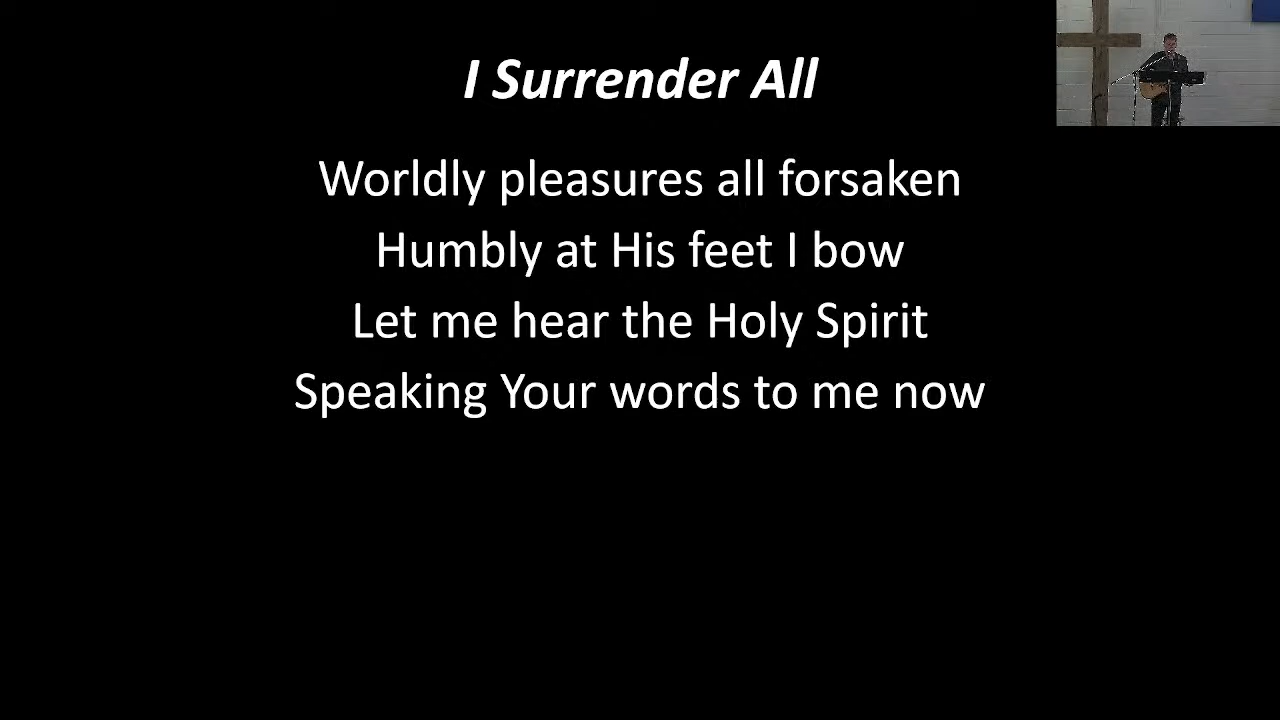 I Surrender All
Worldly pleasures all forsaken
Humbly at His feet I bow
Let me hear the Holy Spirit
Speaking Your words to me now